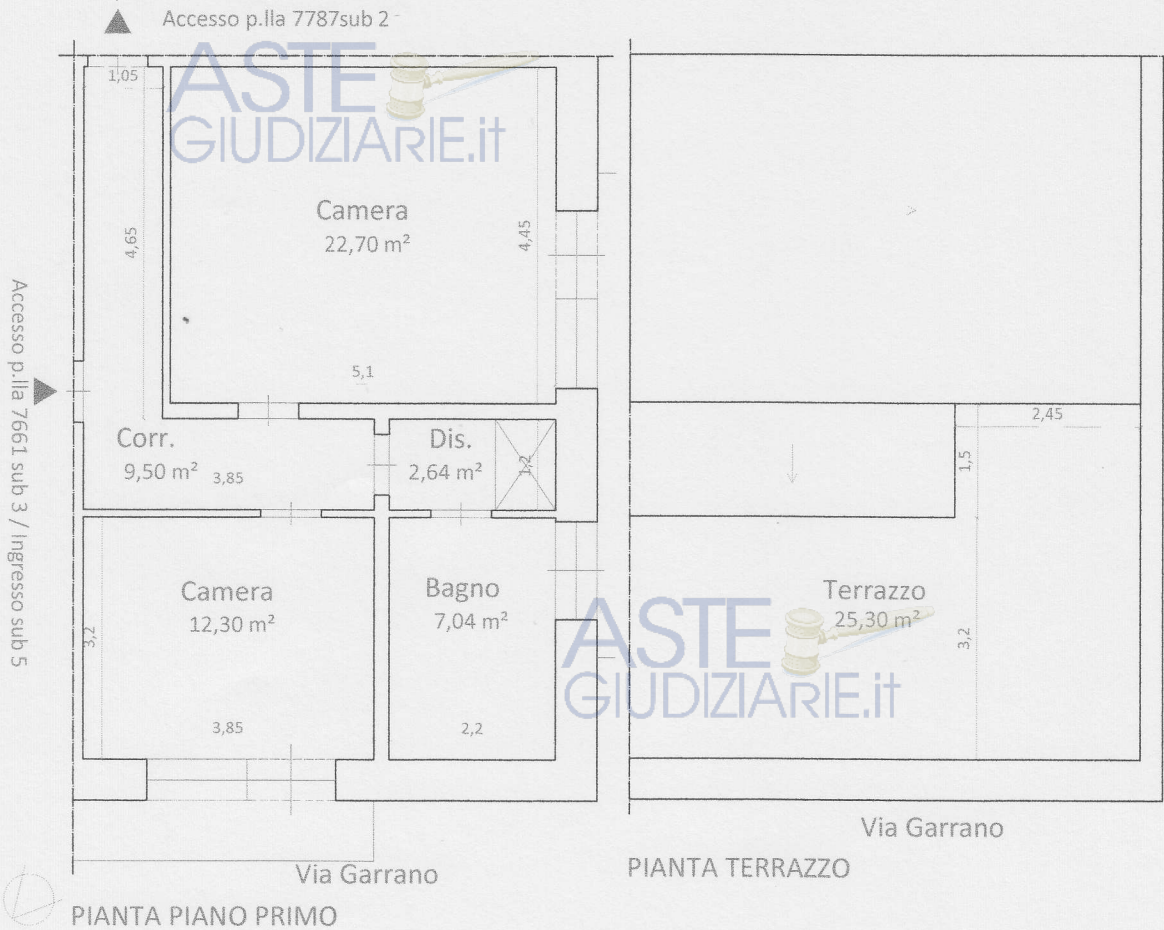 Accesso p.lla 7787sub 2
ASTE
GIUDIZIARIE.it
1,05
Camera
22,70 m²
4,65
4,45
5,1
Accesso p.lla 7661 sub 3 / Ingresso sub 5
Corr.
9,50 m²
3,85
Dis.
2,64 m²
1,2
Camera
12,30 m²
3,2
3,85
Bagno
7,04 m²
2,2
2,45
1,5
Terrazzo
25,30 m²
3,2
ASTE
GIUDIZIARIE.it
Via Garrano
PIANTA PIANO PRIMO
Via Garrano
PIANTA TERRAZZO